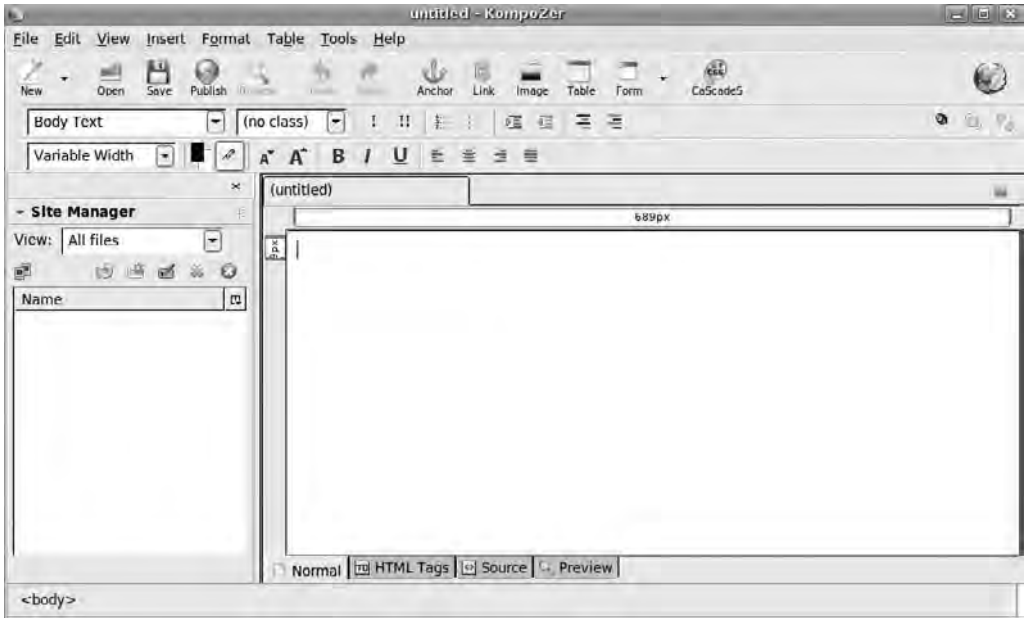 untitled - KompoZer
File Edit View Insert Format Table Tools Help
New Open Save Publish Anchor Link Image Table Form CaScadeS
Body Text (no class) ! !!
Variable Width A A B I U
(untitled)
Site Manager
689px
View: All files
px
Name
Normal TD HTML Tags Source Preview
<body>